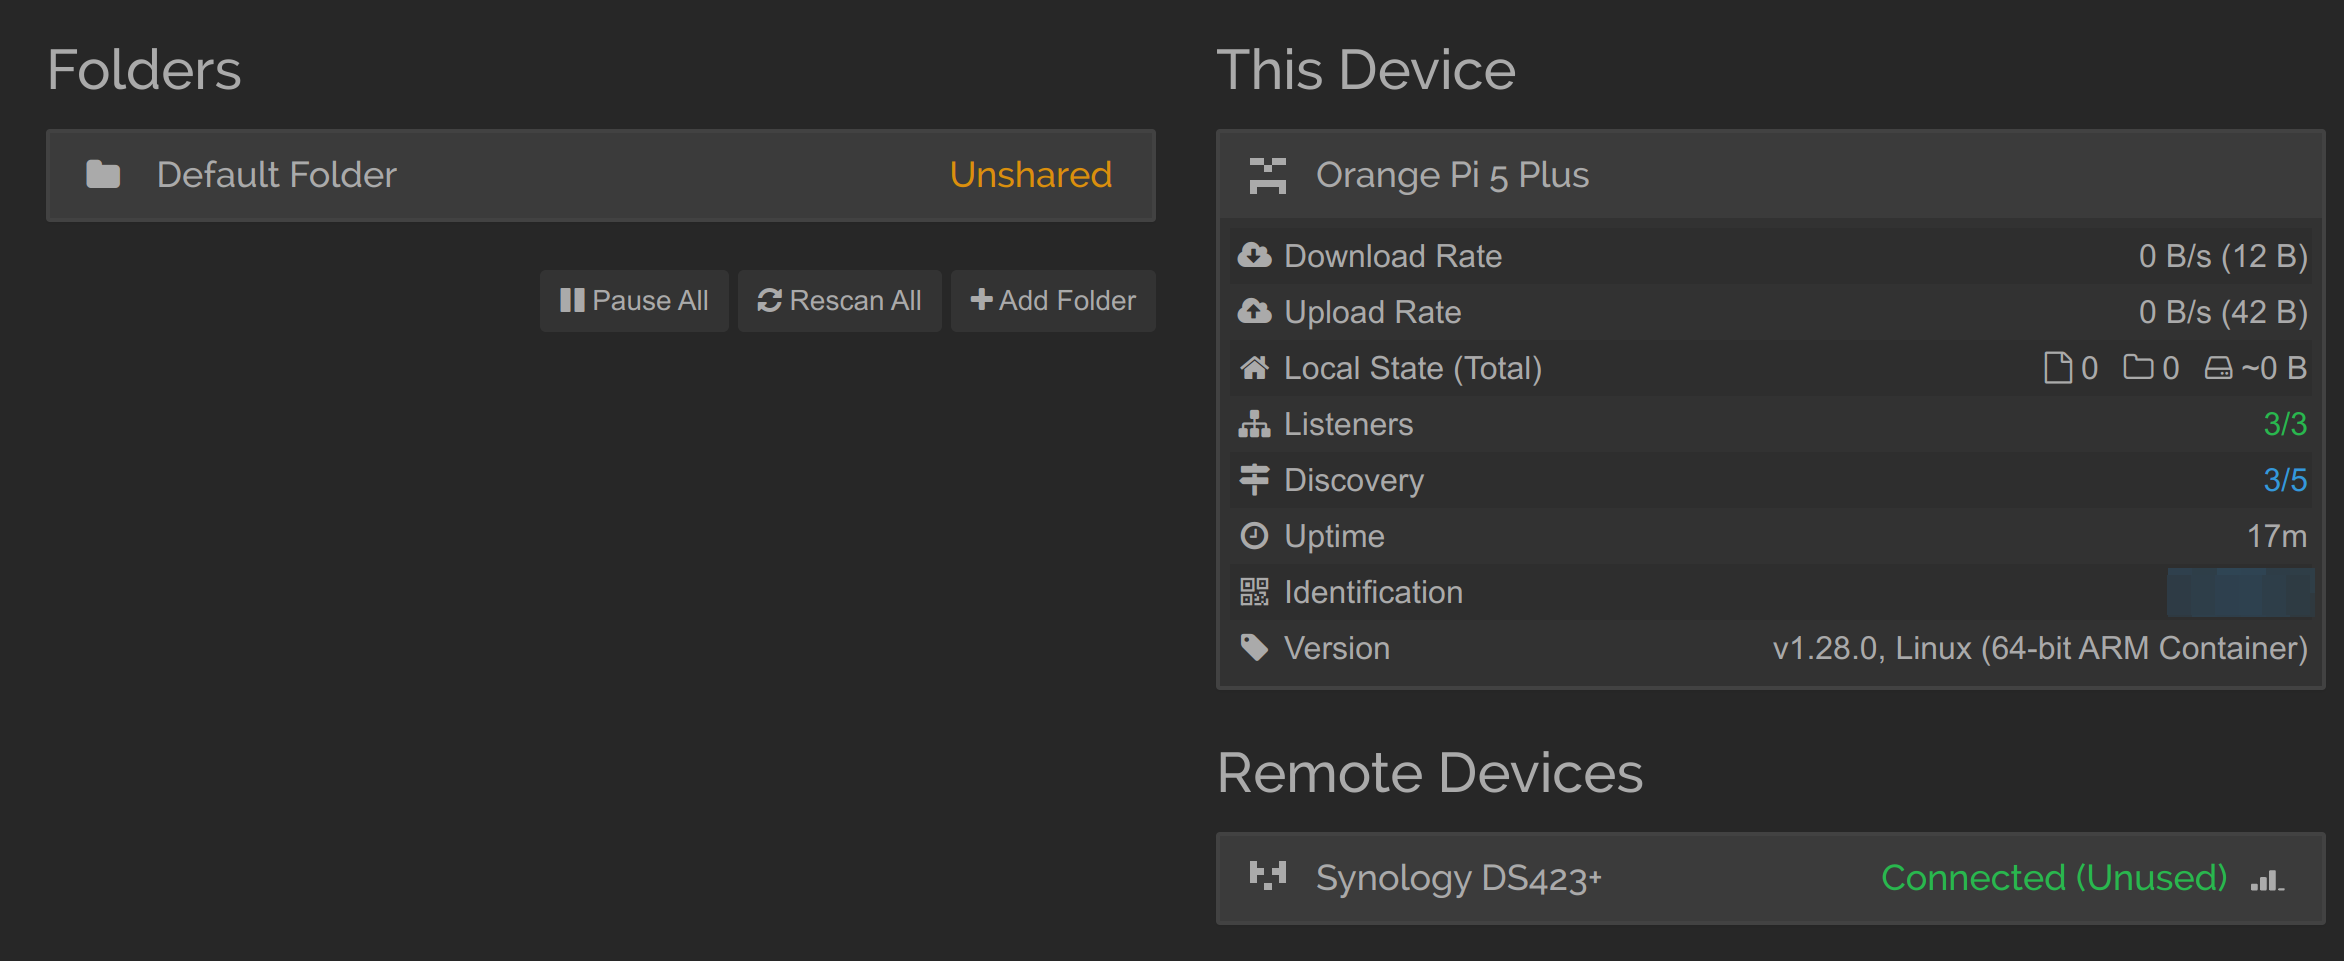 Folders
Default Folder Unshared
Pause All Rescan All Add Folder
This Device
Orange Pi 5 Plus
Download Rate 0 B/s (12 B)
Upload Rate 0 B/s (42 B)
Local State (Total) 0 0 ~0 B
Listeners 3/3
Discovery 3/5
Uptime 17m
Identification
Version v1.28.0, Linux (64-bit ARM Container)
Remote Devices
Synology DS423+ Connected (Unused)